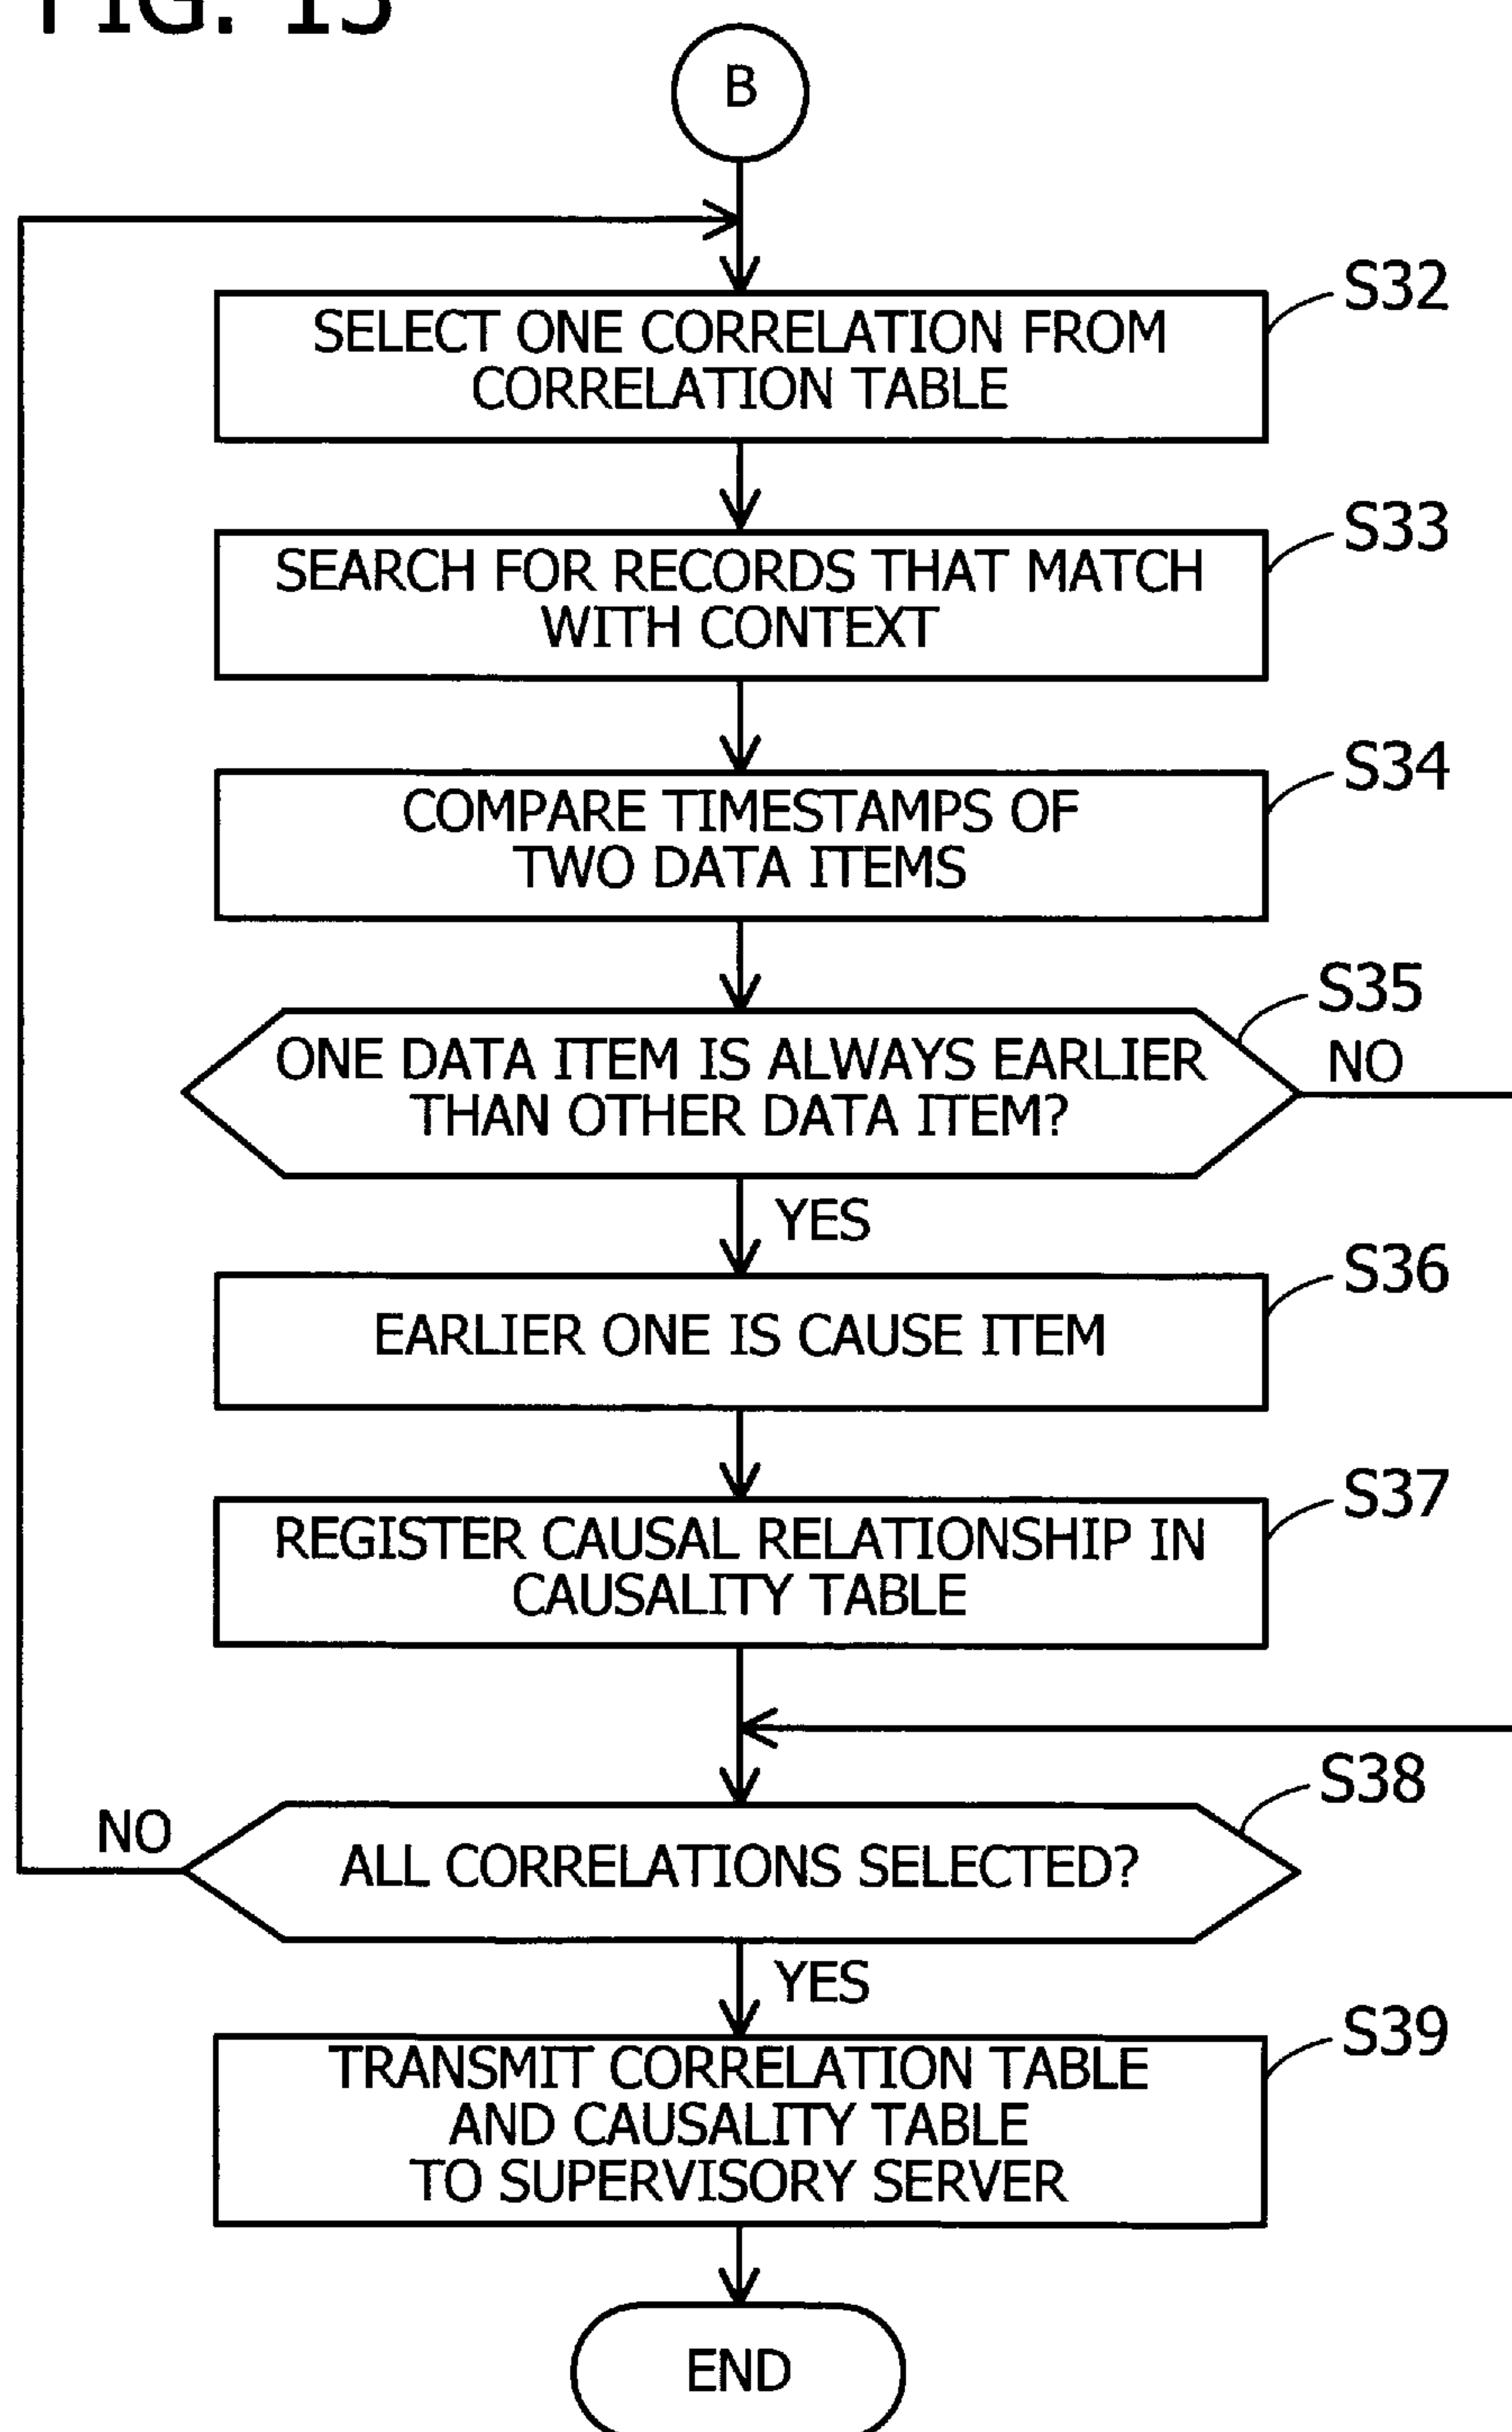 FIG. 15
B
S32
SELECT ONE CORRELATION FROM
CORRELATION TABLE
S33
SEARCH FOR RECORDS THAT MATCH
WITH CONTEXT
S34
COMPARE TIMESTAMPS OF
TWO DATA ITEMS
S35
ONE DATA ITEM IS ALWAYS EARLIER
THAN OTHER DATA ITEM?
NO
YES
S36
EARLIER ONE IS CAUSE ITEM
S37
REGISTER CAUSAL RELATIONSHIP IN
CAUSALITY TABLE
S38
NO
ALL CORRELATIONS SELECTED?
YES
S39
TRANSMIT CORRELATION TABLE
AND CAUSALITY TABLE
TO SUPERVISORY SERVER
END